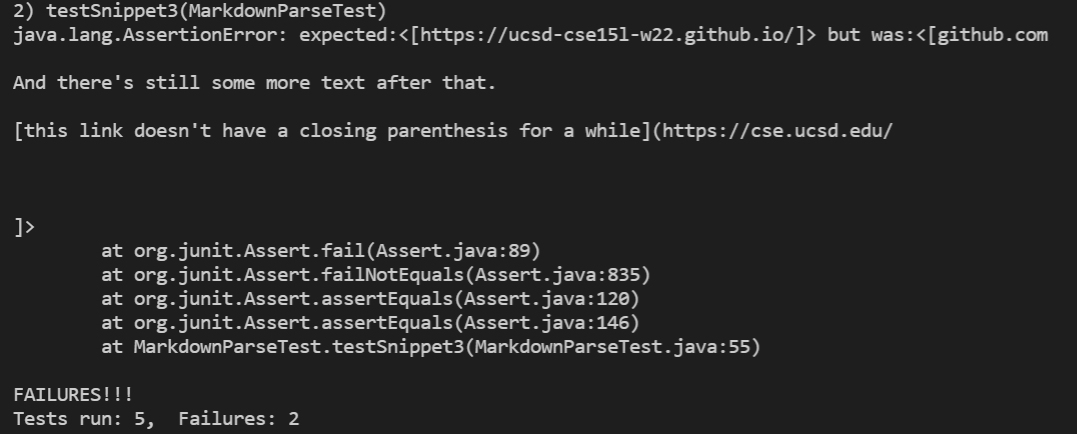 2) testSnippet3(MarkdownParseTest)
java.lang.AssertionError: expected:<[https://ucsd-cse15l-w22.github.io/]> but was:<[github.com
And there's still some more text after that.
[this link doesn't have a closing parenthesis for a while](https://cse.ucsd.edu/
]>
at org.junit.Assert.fail(Assert.java:89)
at org.junit.Assert.failNotEquals(Assert.java:835)
at org.junit.Assert.assertEquals(Assert.java:120)
at org.junit.Assert.assertEquals(Assert.java:146)
at MarkdownParseTest.testSnippet3(MarkdownParseTest.java:55)
FAILURES!!!
Tests run: 5,  Failures: 2